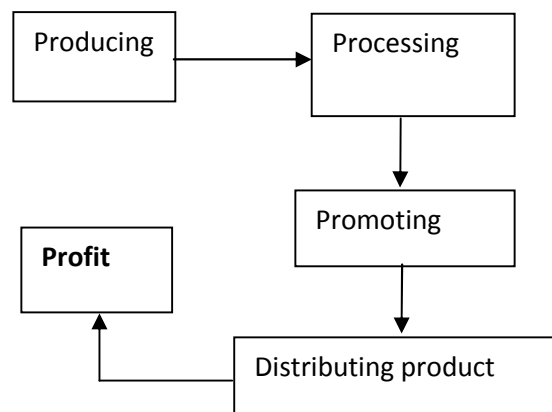 Producing
Processing
Promoting
Profit
Distributing product